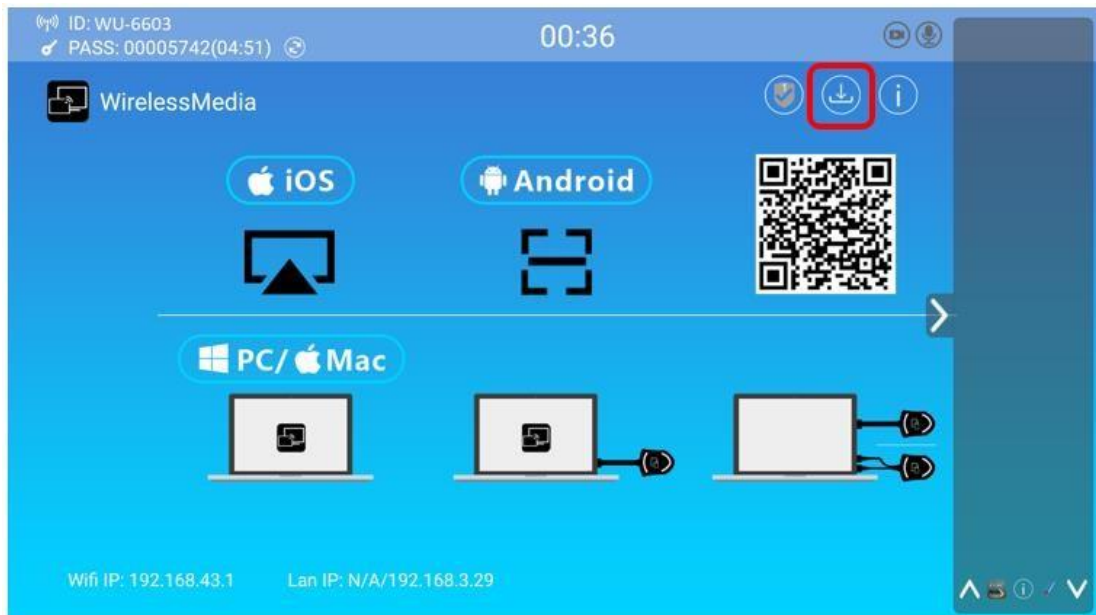 ID: WU-6603
PASS: 00005742(04:51)
00:36
WirelessMedia
iOS
Android
PC/ Mac
Wifi IP: 192.168.43.1
Lan IP: N/A/192.168.3.29